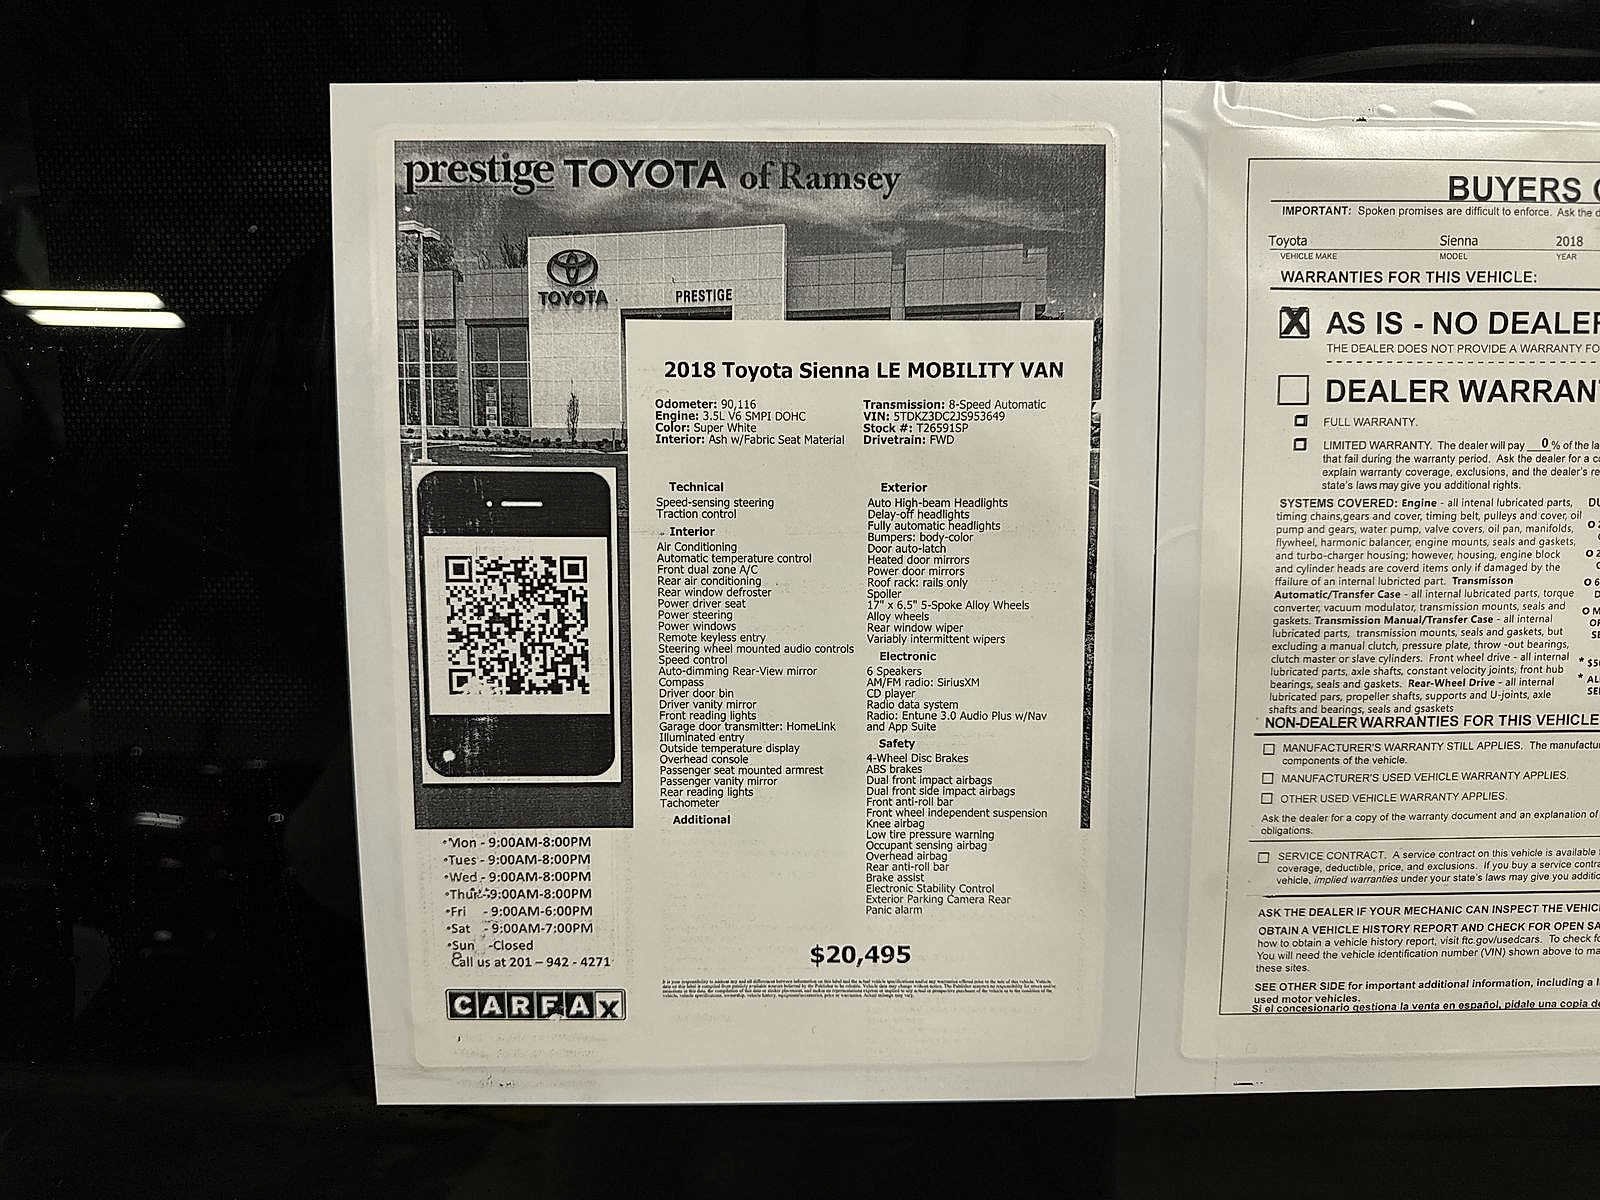 prestige TOYOTA of Ramsey
TOYOTA
PRESTIGE
2018 Toyota Sienna LE MOBILITY VAN
Odometer: 90,116
Engine: 3.5L V6 SMPI DOHC
Color: Super White
Interior: Ash w/Fabric Seat Material
Transmission: 8-Speed Automatic
VIN: 5TDKZ3DC2JS953649
Stock #: T26591SP
Drivetrain: FWD
Technical
Speed-sensing steering
Traction control
Interior
Air Conditioning
Automatic temperature control
Front dual zone A/C
Rear air conditioning
Rear window defroster
Power driver seat
Power steering
Power windows
Remote keyless entry
Steering wheel mounted audio controls
Speed control
Auto-dimming Rear-View mirror
Compass
Driver door bin
Driver vanity mirror
Front reading lights
Garage door transmitter: HomeLink
Illuminated entry
Outside temperature display
Overhead console
Passenger seat mounted armrest
Passenger vanity mirror
Rear reading lights
Tachometer
Additional
Exterior
Auto High-beam Headlights
Delay-off headlights
Fully automatic headlights
Bumpers: body-color
Door auto-latch
Heated door mirrors
Power door mirrors
Roof rack: rails only
Spoiler
17" x 6.5" 5-Spoke Alloy Wheels
Alloy wheels
Rear window wiper
Variably intermittent wipers
Electronic
6 Speakers
AM/FM radio: SiriusXM
CD player
Radio data system
Radio: Entune 3.0 Audio Plus w/Nav
and App Suite
Safety
4-Wheel Disc Brakes
ABS brakes
Dual front impact airbags
Dual front side impact airbags
Front anti-roll bar
Front wheel independent suspension
Knee airbag
Low tire pressure warning
Occupant sensing airbag
Overhead airbag
Rear anti-roll bar
Brake assist
Electronic Stability Control
Exterior Parking Camera Rear
Panic alarm
$20,495
•Mon - 9:00AM-8:00PM
•Tues - 9:00AM-8:00PM
•Wed - 9:00AM-8:00PM
•Thur -9:00AM-8:00PM
•Fri - 9:00AM-6:00PM
•Sat - 9:00AM-7:00PM
•Sun -Closed
Call us at 201 – 942 - 4271
CARFAX
BUYERS
IMPORTANT: Spoken promises are difficult to enforce. Ask the
Toyota Sienna 2018
VEHICLE MAKE MODEL YEAR
WARRANTIES FOR THIS VEHICLE:
X AS IS - NO DEALER
THE DEALER DOES NOT PROVIDE A WARRANTY FO
DEALER WARRAN
FULL WARRANTY.
LIMITED WARRANTY. The dealer will pay 0 % of the la
that fail during the warranty period. Ask the dealer for a co
explain warranty coverage, exclusions, and the dealer's re
state's laws may give you additional rights.
SYSTEMS COVERED: Engine - all intenal lubricated parts,
timing chains,gears and cover, timing belt, pulleys and cover, oil
pump and gears, water pump, valve covers, oil pan, manifolds,
flywheel, harmonic balancer, engine mounts, seals and gaskets,
and turbo-charger housing; however, housing, engine block
and cylinder heads are coverd items only if damaged by the
ffailure of an internal lubricted part. Transmisson
Automatic/Transfer Case - all internal lubricated parts, torque
converter, vacuum modulator, transmission mounts, seals and
gaskets. Transmission Manual/Transfer Case - all internal
lubricated parts, transmission mounts, seals and gaskets, but
excluding a manual clutch, pressure plate, throw -out bearings,
clutch master or slave cylinders. Front wheel drive - all internal
lubricated parts, axle shafts, constant velocity joints, front hub
bearings, seals and gaskets. Rear-Wheel Drive - all internal
lubricated pars, propeller shafts, supports and U-joints, axle
shafts and bearings, seals and gsaskets
NON-DEALER WARRANTIES FOR THIS VEHICLE
MANUFACTURER'S WARRANTY STILL APPLIES. The manufactu
components of the vehicle.
MANUFACTURER'S USED VEHICLE WARRANTY APPLIES.
OTHER USED VEHICLE WARRANTY APPLIES.
Ask the dealer for a copy of the warranty document and an explanation of
obligations.
SERVICE CONTRACT. A service contract on this vehicle is available
coverage, deductible, price, and exclusions. If you buy a service contra
vehicle, implied warranties under your state's laws may give you additio
ASK THE DEALER IF YOUR MECHANIC CAN INSPECT THE VEHIC
OBTAIN A VEHICLE HISTORY REPORT AND CHECK FOR OPEN SA
how to obtain a vehicle history report, visit ftc.gov/usedcars. To check fo
You will need the vehicle identification number (VIN) shown above to ma
these sites.
SEE OTHER SIDE for important additional information, including a l
used motor vehicles.
Si el concesionario gestiona la venta en español, pidale una copia de